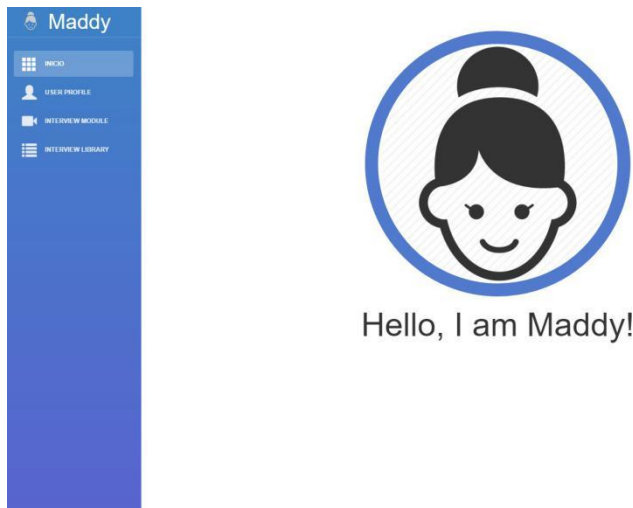 Maddy
INICIO
USER PROFILE
INTERVIEW MODULE
INTERVIEW LIBRARY
Hello, I am Maddy!